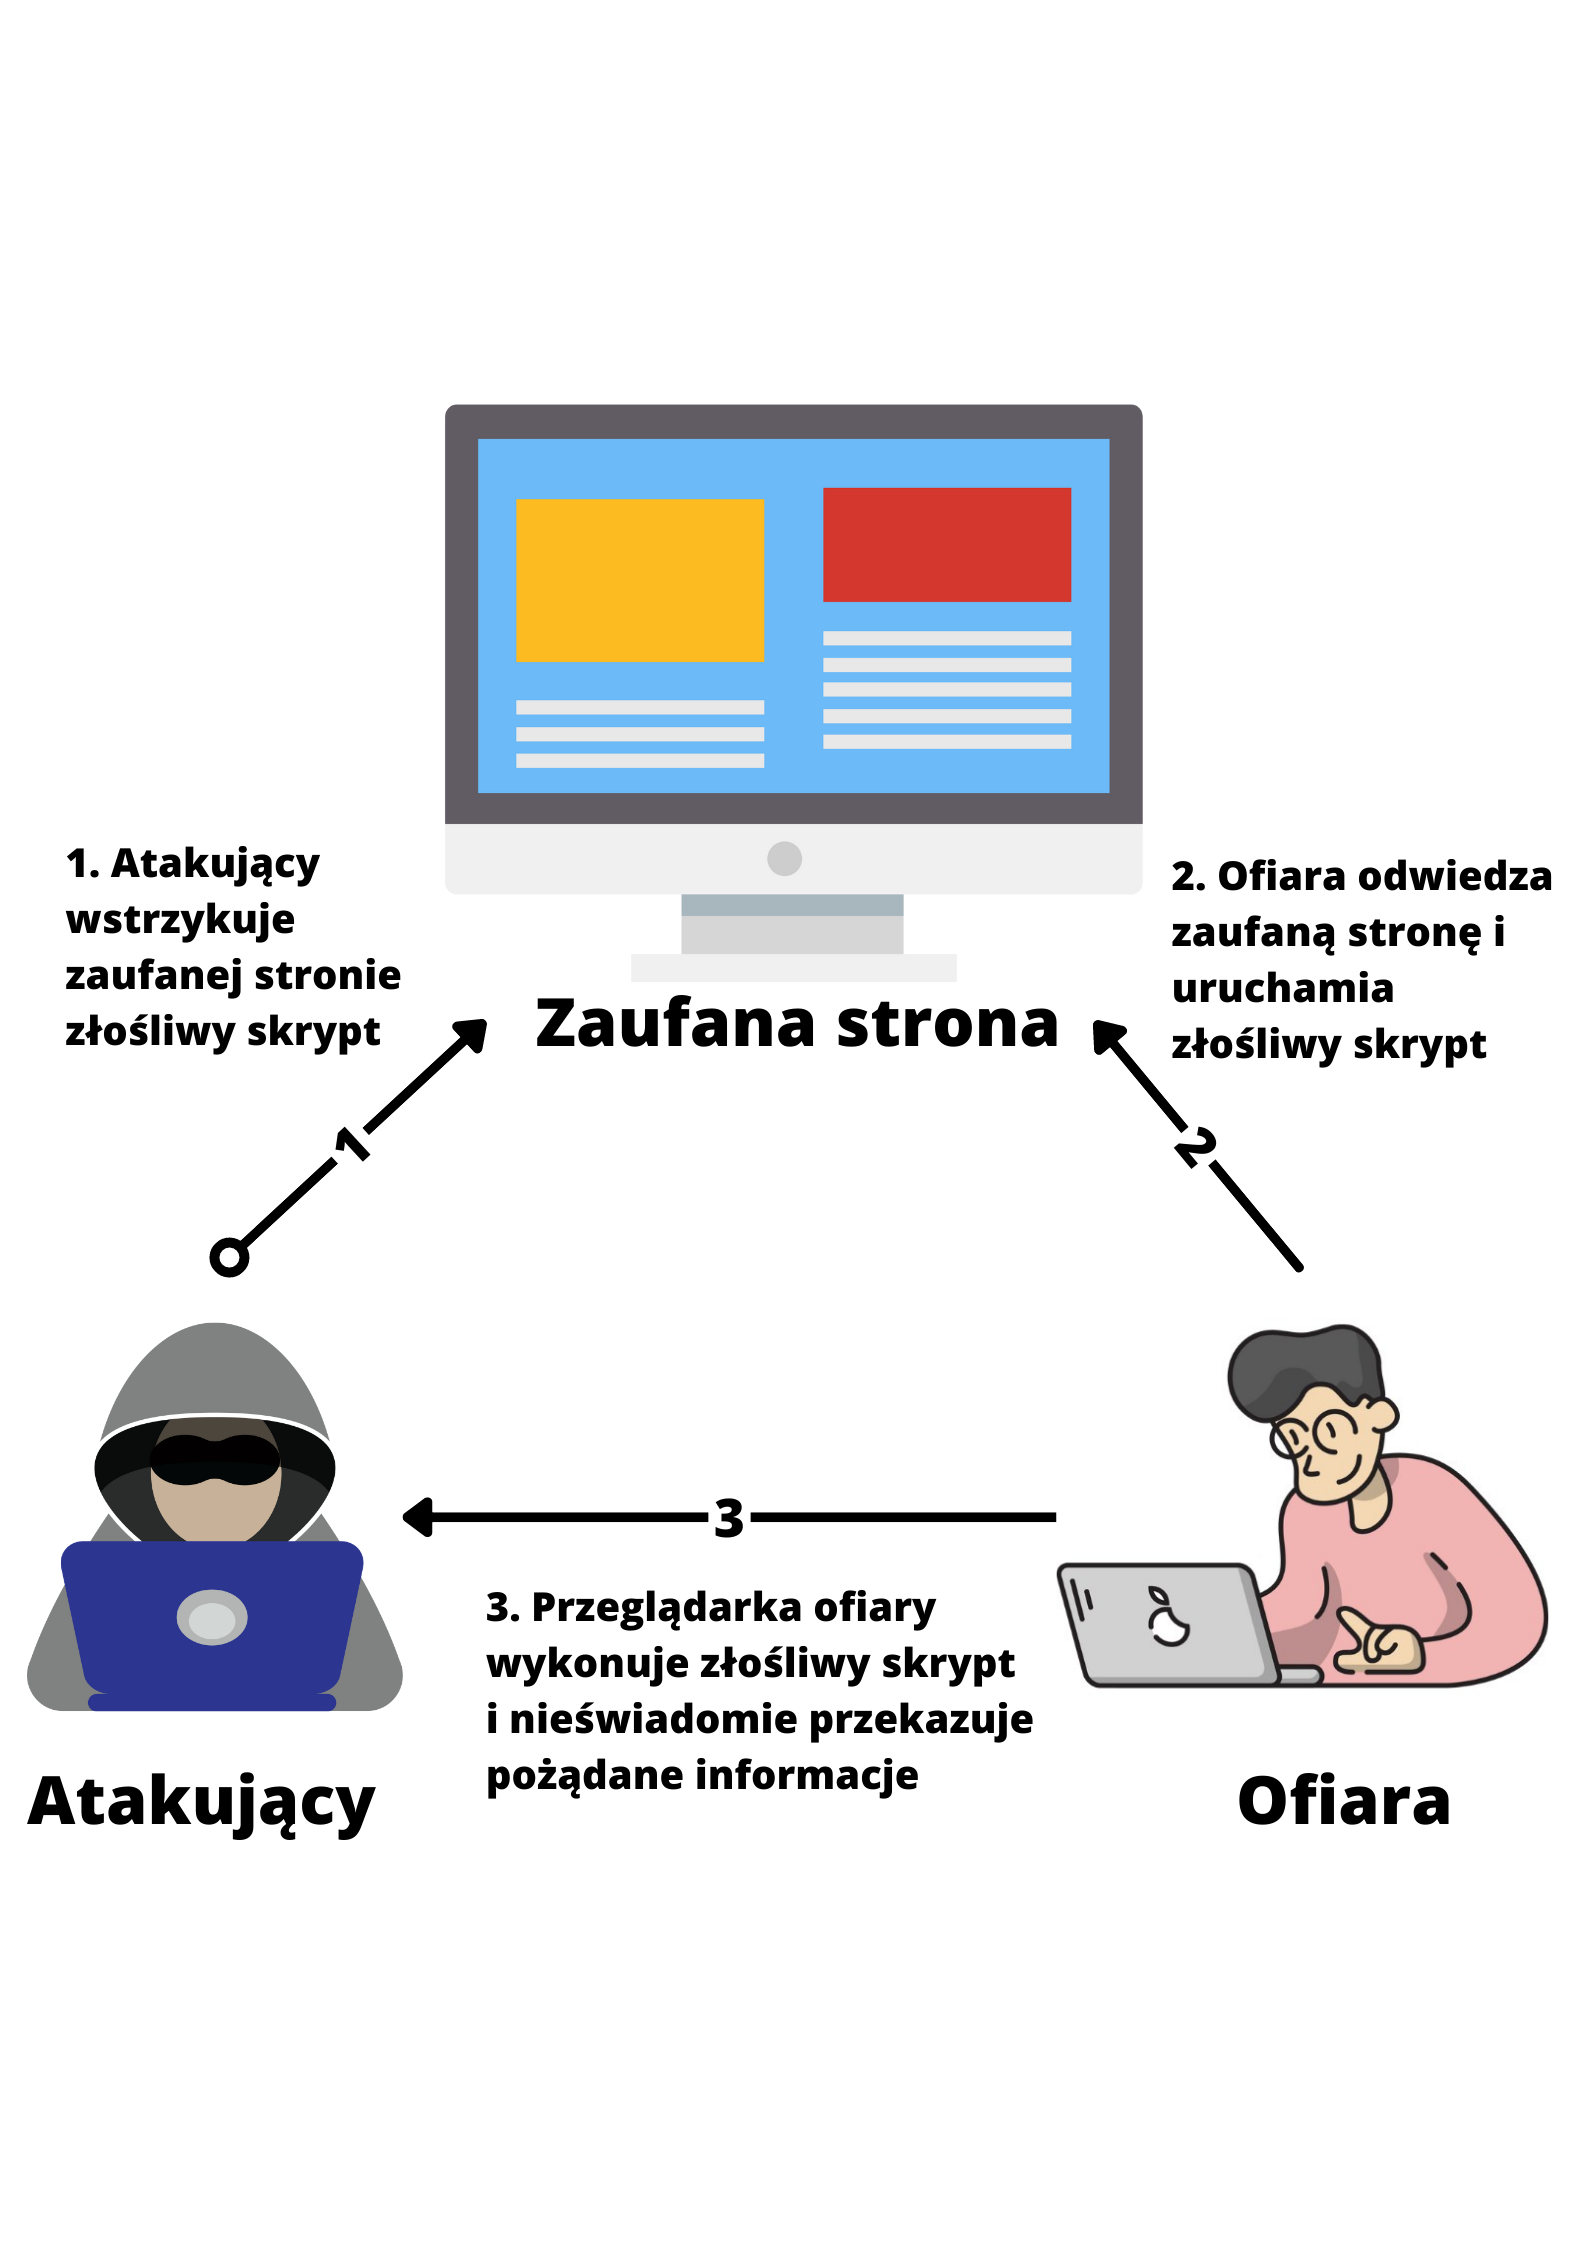 1. Atakujący
wstrzykuje
zaufanej stronie
złośliwy skrypt
2. Ofiara odwiedza
zaufaną stronę i
uruchamia
złośliwy skrypt
Zaufana strona
1
2
3
3. Przeglądarka ofiary
wykonuje złośliwy skrypt
i nieświadomie przekazuje
pożądane informacje
Atakujący
Ofiara